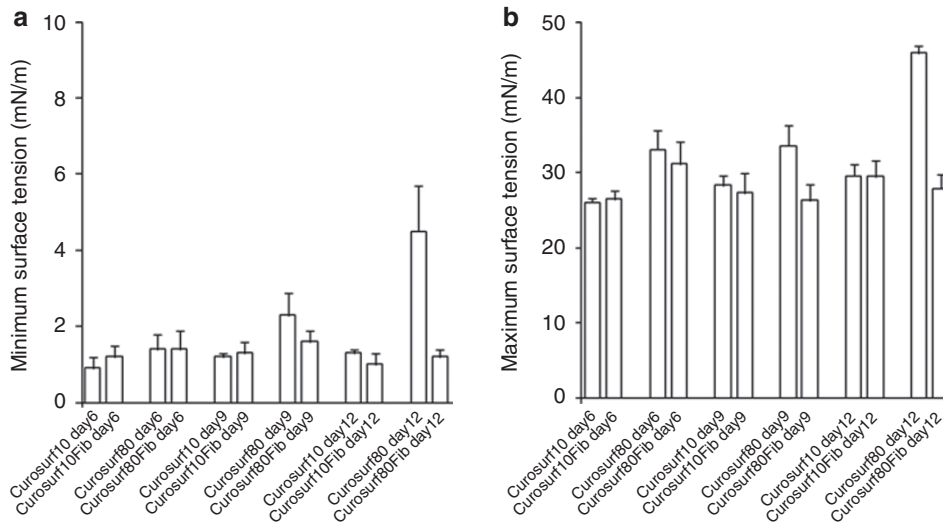 a
Minimum surface tension (mN/m)
10
8
6
4
2
0
Curosurf10 day6
Curosurf10Fib day6
Curosurf80 day6
Curosurf80Fib day6
Curosurf10 day9
Curosurf10Fib day9
Curosurf80 day9
Curosurf80Fib day9
Curosurf10 day12
Curosurf10Fib day12
Curosurf80 day12
Curosurf80Fib day12
b
Maximum surface tension (mN/m)
50
40
30
20
10
0
Curosurf10 day6
Curosurf10Fib day6
Curosurf80 day6
Curosurf80Fib day6
Curosurf10 day9
Curosurf10Fib day9
Curosurf80 day9
Curosurf80Fib day9
Curosurf10 day12
Curosurf10Fib day12
Curosurf80 day12
Curosurf80Fib day12